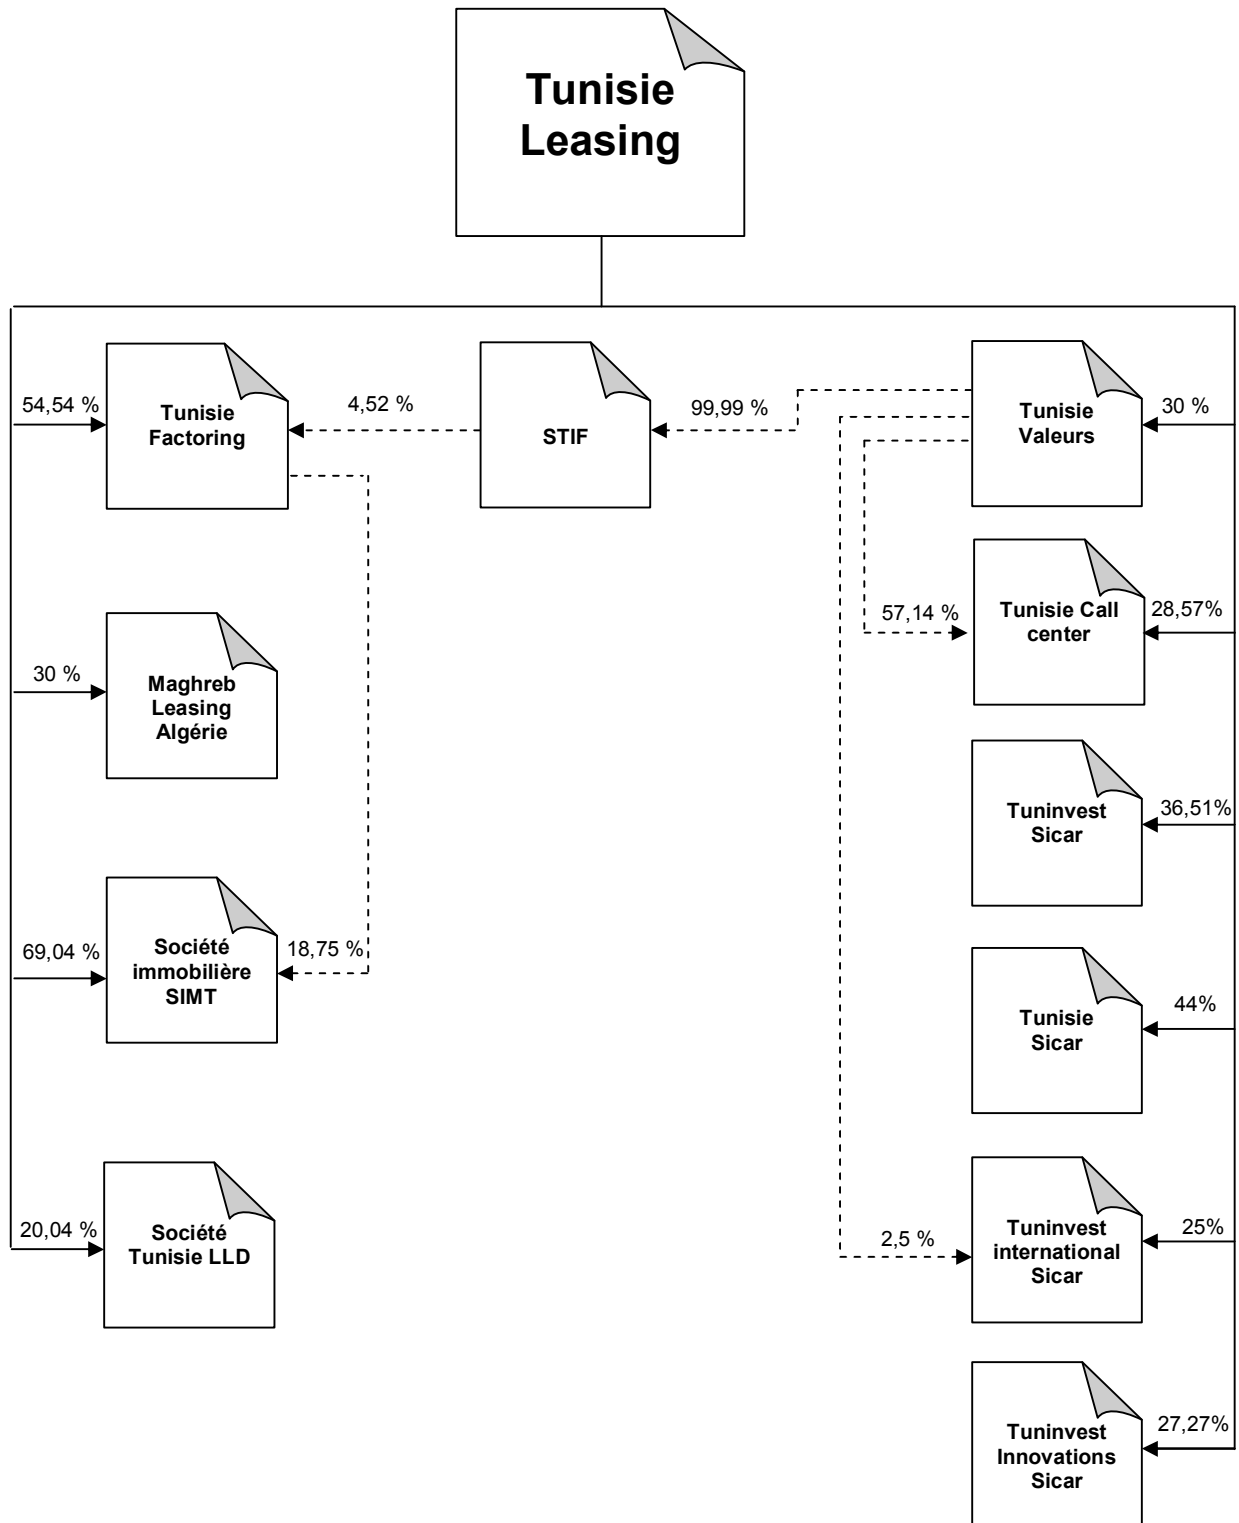 Tunisie
Leasing
54,54 %
Tunisie
Factoring
4,52 %
STIF
99,99 %
Tunisie
Valeurs
30 %
57,14 %
Tunisie Call
center
28,57%
30 %
Maghreb
Leasing
Algérie
Tuninvest
Sicar
36,51%
69,04 %
Société
immobilière
SIMT
18,75 %
Tunisie
Sicar
44%
20,04 %
Société
Tunisie LLD
2,5 %
Tuninvest
international
Sicar
25%
Tuninvest
Innovations
Sicar
27,27%